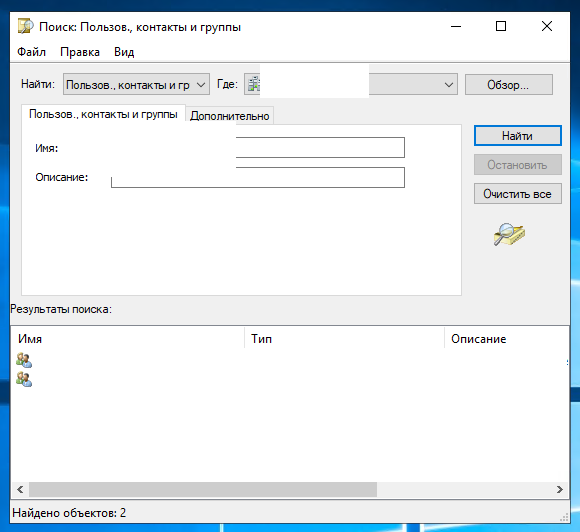 Поиск: Пользов., контакты и группы
Файл Правка Вид
Найти: Пользов., контакты и гр Где: Обзор...
Пользов., контакты и группы Дополнительно
Имя:
Описание:
Найти
Остановить
Очистить все
Результаты поиска:
Имя Тип Описание
Найдено объектов: 2